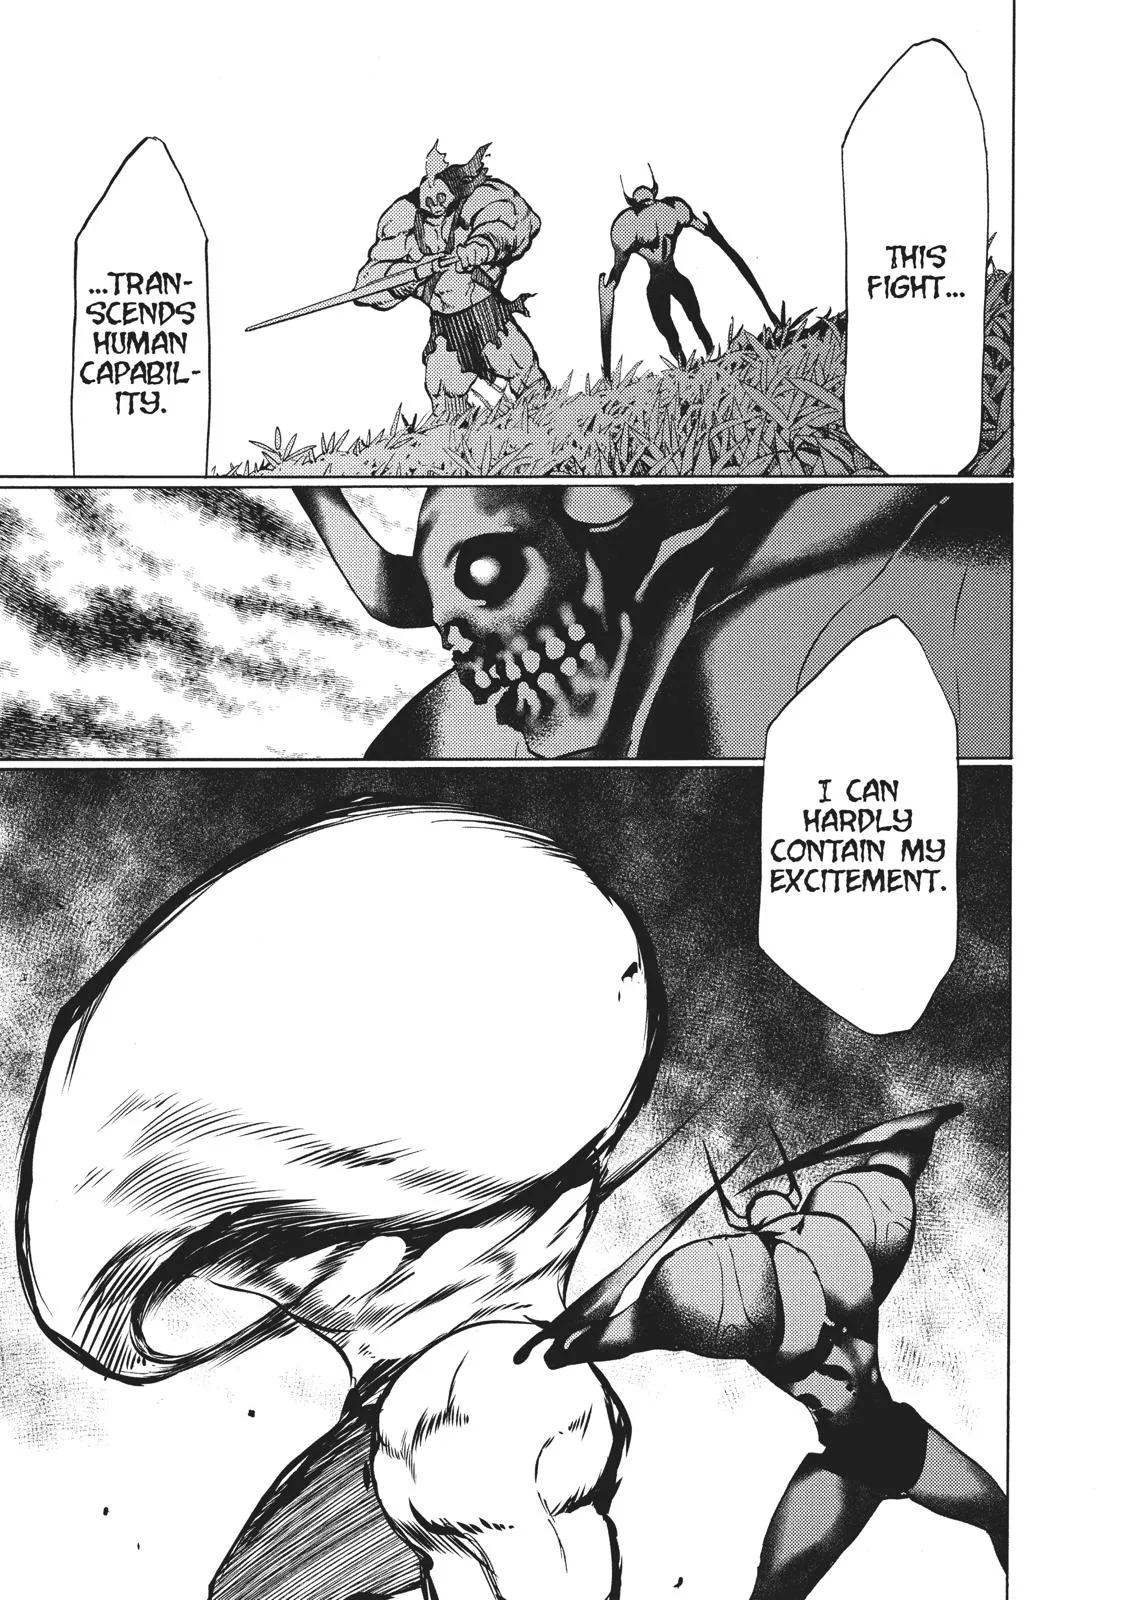 THIS
FIGHT...
...TRAN-
SCENDS
HUMAN
CAPABIL-
ITY.
I CAN
HARDLY
CONTAIN MY
EXCITEMENT.